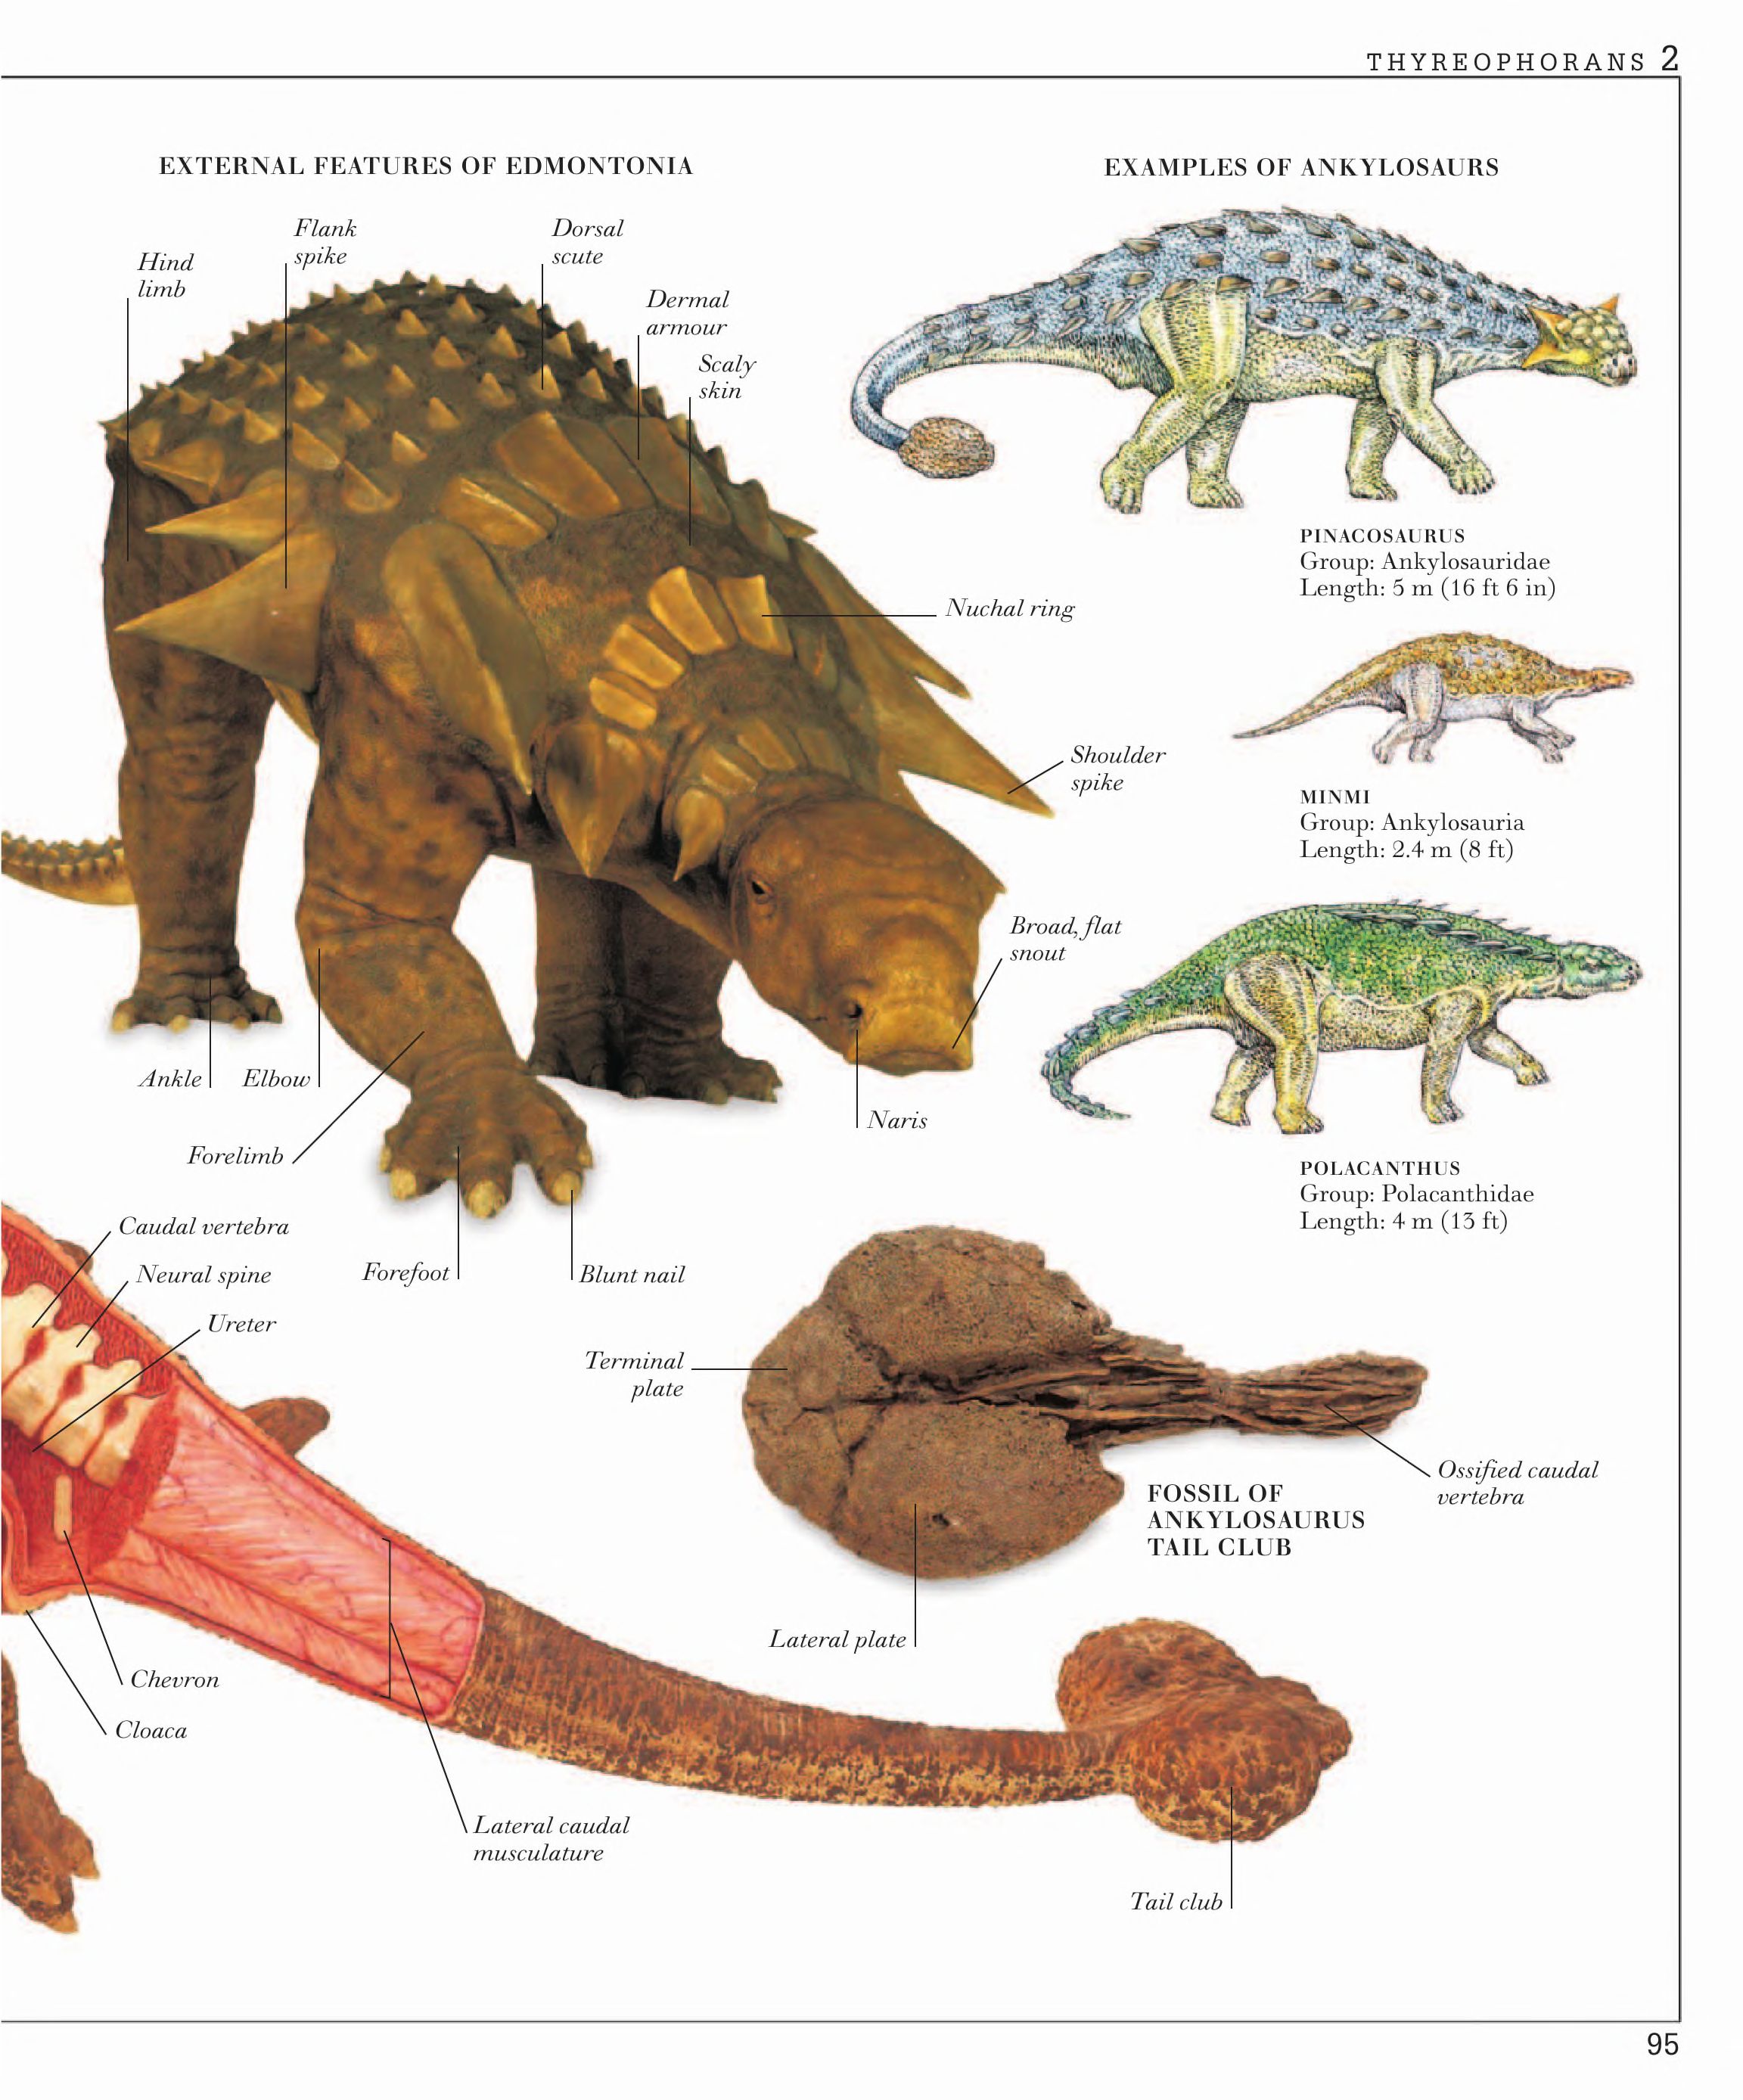 THYREOPHORANS 2
EXTERNAL FEATURES OF EDMONTONIA
Hind
limb
Flank
spike
Dorsal
scute
Dermal
armour
Scaly
skin
Nuchal ring
Shoulder
spike
Broad, flat
snout
Naris
Ankle
Elbow
Forelimb
Forefoot
Blunt nail
EXAMPLES OF ANKYLOSAURS
PINACOSAURUS
Group: Ankylosauridae
Length: 5 m (16 ft 6 in)
MINMI
Group: Ankylosauria
Length: 2.4 m (8 ft)
POLACANTHUS
Group: Polacanthidae
Length: 4 m (13 ft)
Caudal vertebra
Neural spine
Ureter
Chevron
Cloaca
Lateral caudal
musculature
Tail club
Terminal
plate
Lateral plate
Ossified caudal
vertebra
FOSSIL OF
ANKYLOSAURUS
TAIL CLUB
95